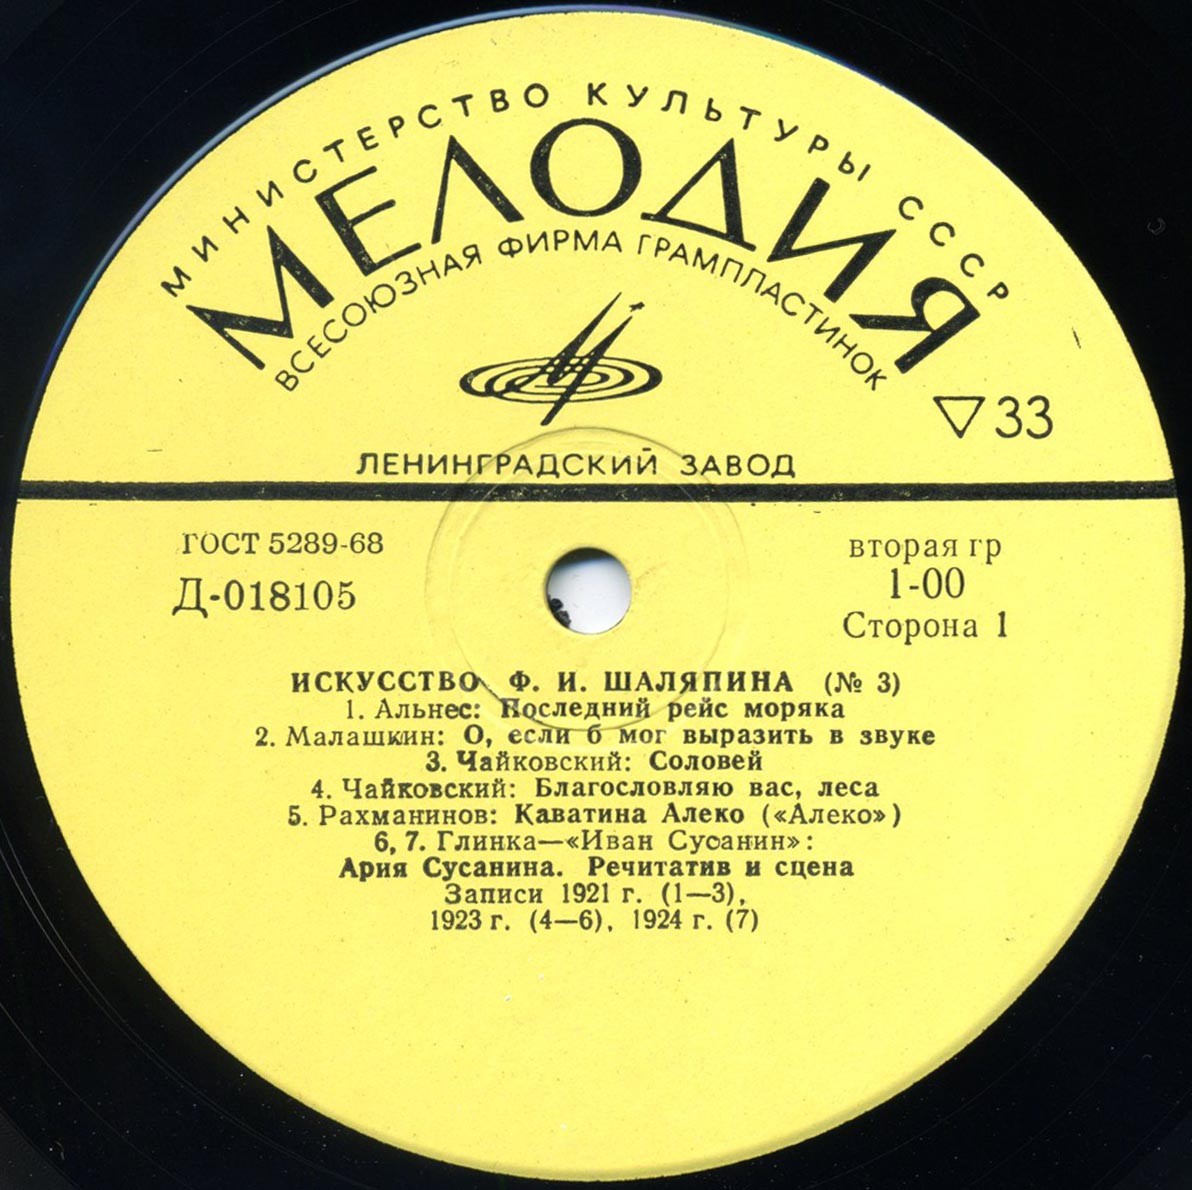 МИНИСТЕРСТВО КУЛЬТУРЫ СССР
МЕЛОДИЯ
ВСЕСОЮЗНАЯ ФИРМА ГРАМПЛАСТИНОК
▽33
ЛЕНИНГРАДСКИЙ ЗАВОД
ГОСТ 5289-68
Д-018105
вторая гр
1-00
Сторона 1
ИСКУССТВО Ф. И. ШАЛЯПИНА (№ 3)
1. Альнес: Последний рейс моряка
2. Малашкин: О, если б мог выразить в звуке
3. Чайковский: Соловей
4. Чайковский: Благословляю вас, леса
5. Рахманинов: Каватина Алеко («Алеко»)
6, 7. Глинка—«Иван Сусанин»:
Ария Сусанина. Речитатив и сцена
Записи 1921 г. (1—3),
1923 г. (4—6), 1924 г. (7)